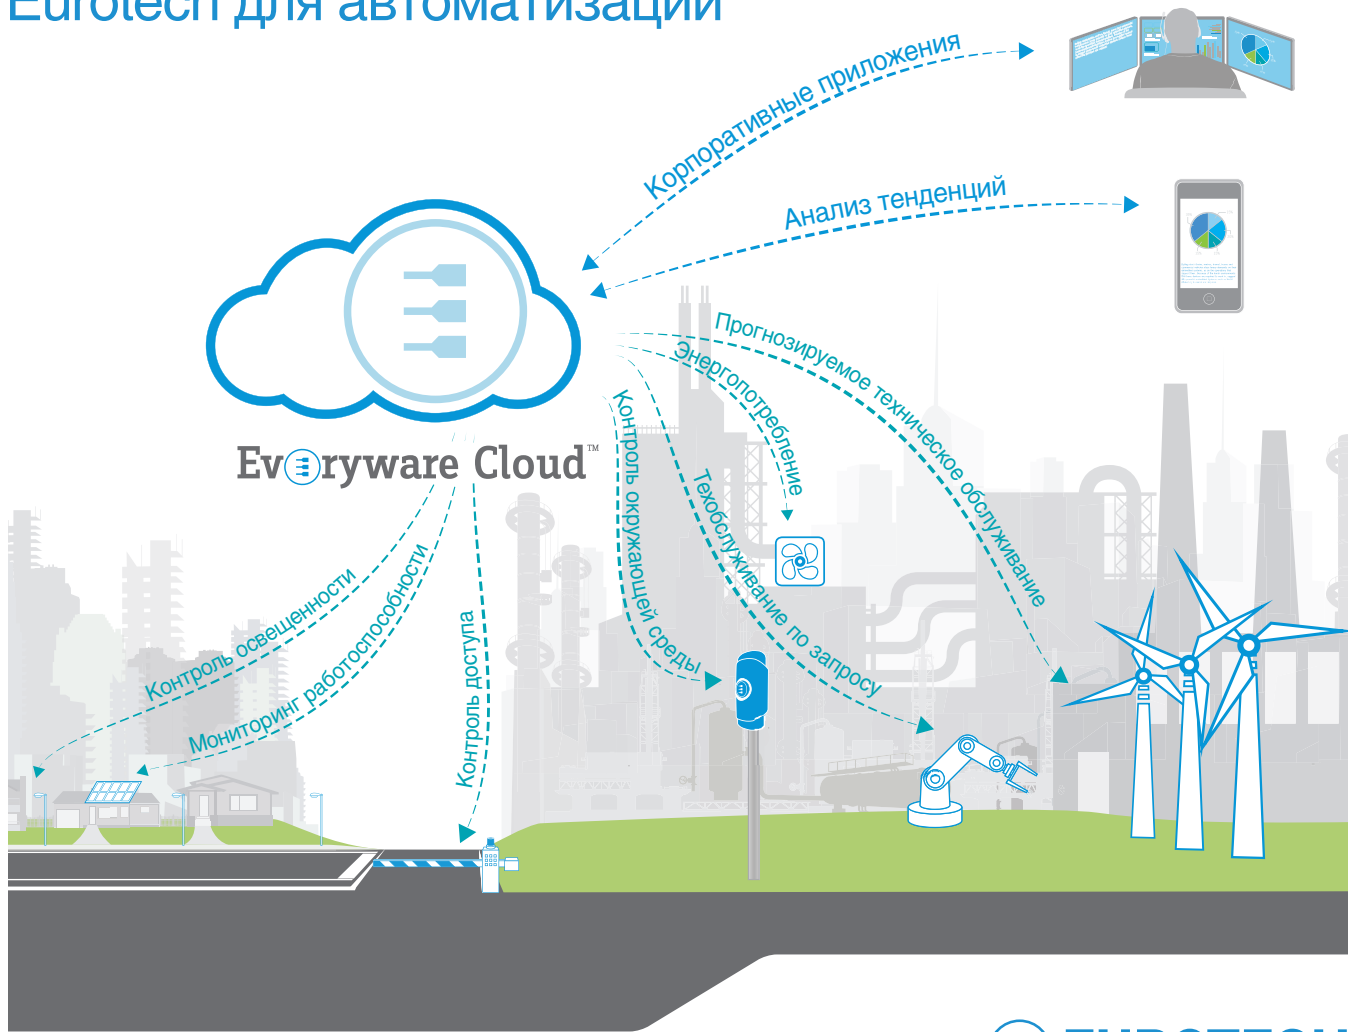 Eurotech для автоматизации
Корпоративные приложения
Анализ тенденций
Прогнозируемое техническое обслуживание
Энергопотребление
Контроль окружающей среды
Техобслуживание по запросу
Everyware Cloud™
Контроль освещенности
Мониторинг работоспособности
Контроль доступа
EUROTECH